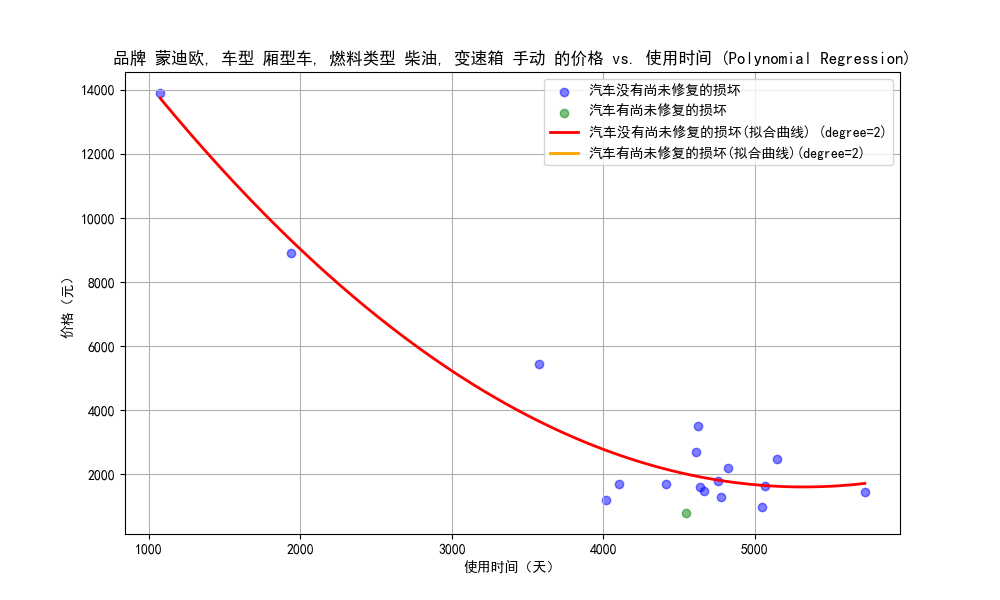 品牌 蒙迪欧, 车型 厢型车, 燃料类型 柴油, 变速箱 手动 的价格 vs. 使用时间 (Polynomial Regression)
汽车没有尚未修复的损坏
汽车有尚未修复的损坏
汽车没有尚未修复的损坏(拟合曲线) (degree=2)
汽车有尚未修复的损坏(拟合曲线)(degree=2)
价格（元）
14000
12000
10000
8000
6000
4000
2000
1000 2000 3000 4000 5000
使用时间（天）